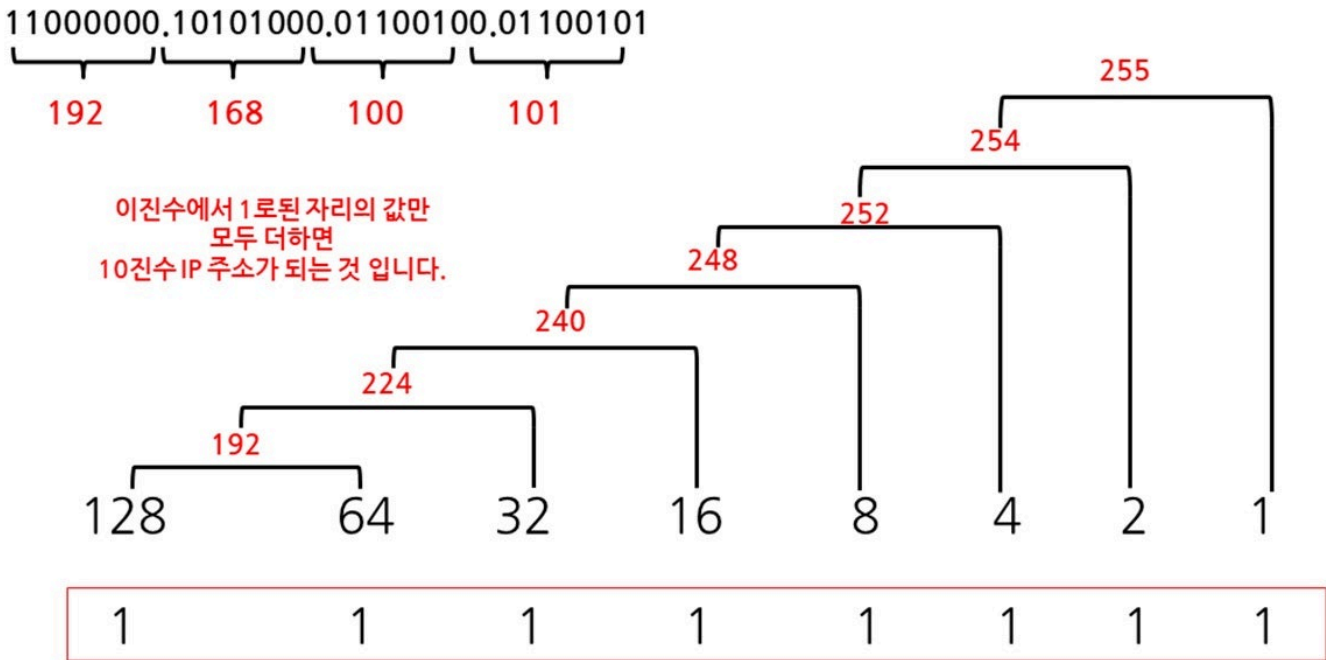 11000000.10101000.01100100.01100101
192 168 100 101
이진수에서 1로된 자리의 값만
모두 더하면
10진수 IP 주소가 되는 것 입니다.
255
254
252
248
240
224
192
128 64 32 16 8 4 2 1
1 1 1 1 1 1 1 1